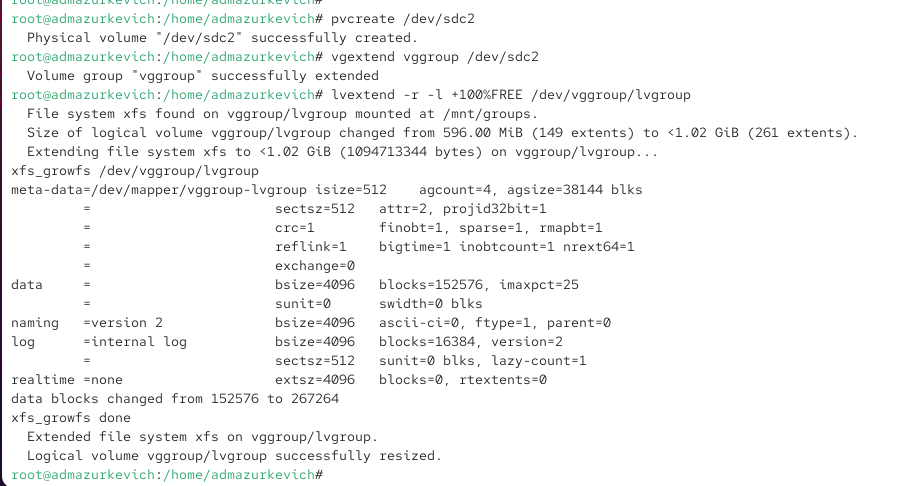 root@admazurkevich:/home/admazurkevich#
root@admazurkevich:/home/admazurkevich# pvcreate /dev/sdc2
  Physical volume "/dev/sdc2" successfully created.
root@admazurkevich:/home/admazurkevich# vgextend vggroup /dev/sdc2
  Volume group "vggroup" successfully extended
root@admazurkevich:/home/admazurkevich# lvextend -r -l +100%FREE /dev/vggroup/lvgroup
  File system xfs found on vggroup/lvgroup mounted at /mnt/groups.
  Size of logical volume vggroup/lvgroup changed from 596.00 MiB (149 extents) to <1.02 GiB (261 extents).
  Extending file system xfs to <1.02 GiB (1094713344 bytes) on vggroup/lvgroup...
xfs_growfs /dev/vggroup/lvgroup
meta-data=/dev/mapper/vggroup-lvgroup isize=512    agcount=4, agsize=38144 blks
         =                       sectsz=512   attr=2, projid32bit=1
         =                       crc=1        finobt=1, sparse=1, rmapbt=1
         =                       reflink=1    bigtime=1 inobtcount=1 nrext64=1
         =                       exchange=0
data     =                       bsize=4096   blocks=152576, imaxpct=25
         =                       sunit=0      swidth=0 blks
naming   =version 2              bsize=4096   ascii-ci=0, ftype=1, parent=0
log      =internal log           bsize=4096   blocks=16384, version=2
         =                       sectsz=512   sunit=0 blks, lazy-count=1
realtime =none                   extsz=4096   blocks=0, rtextents=0
data blocks changed from 152576 to 267264
xfs_growfs done
  Extended file system xfs on vggroup/lvgroup.
  Logical volume vggroup/lvgroup successfully resized.
root@admazurkevich:/home/admazurkevich#